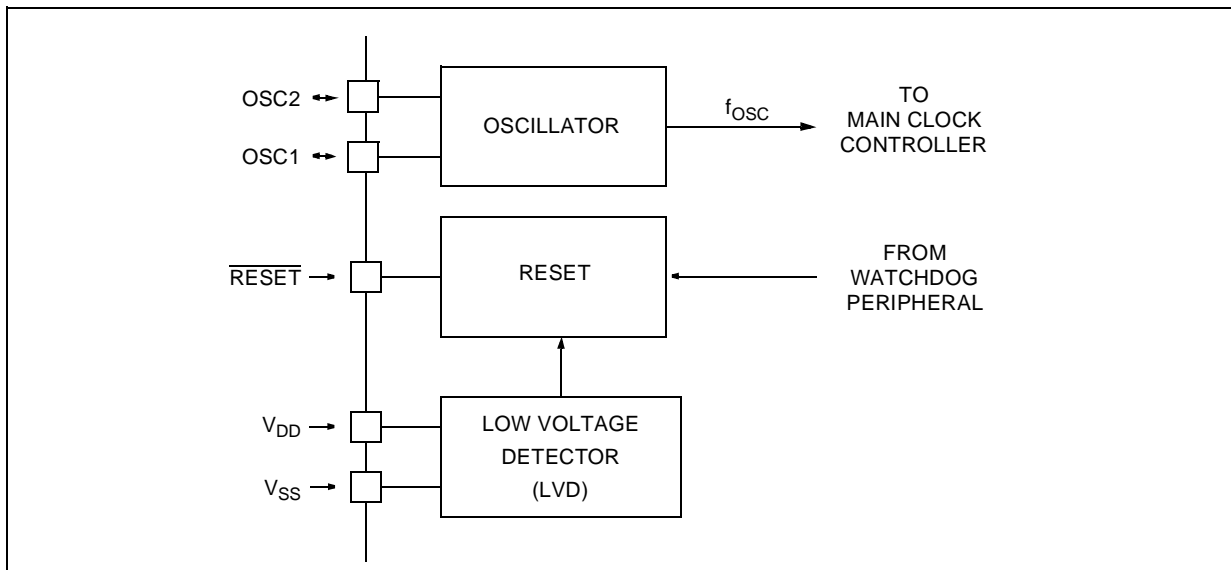 OSC2
OSC1
OSCILLATOR
fOSC
TO
MAIN CLOCK
CONTROLLER
RESET
RESET
FROM
WATCHDOG
PERIPHERAL
VDD
VSS
LOW VOLTAGE
DETECTOR
(LVD)